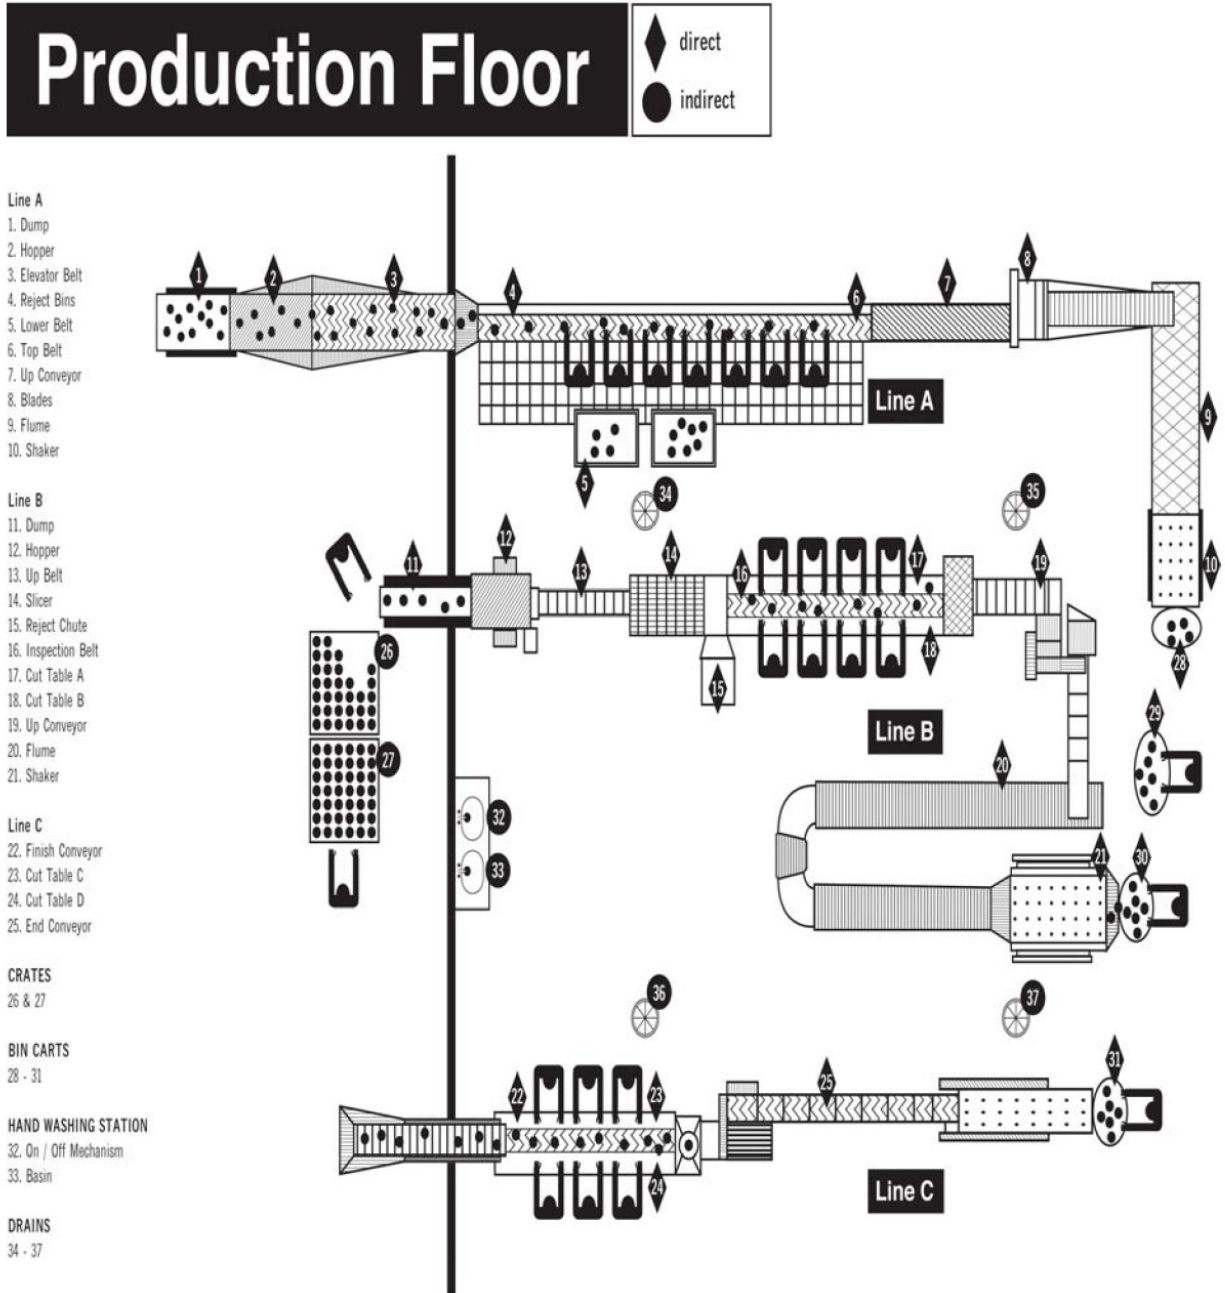 Production Floor
direct
indirect
Line A
1. Dump
2. Hopper
3. Elevator Belt
4. Reject Bins
5. Lower Belt
6. Top Belt
7. Up Conveyor
8. Blades
9. Flume
10. Shaker
Line B
11. Dump
12. Hopper
13. Up Belt
14. Slicer
15. Reject Chute
16. Inspection Belt
17. Cut Table A
18. Cut Table B
19. Up Conveyor
20. Flume
21. Shaker
Line C
22. Finish Conveyor
23. Cut Table C
24. Cut Table D
25. End Conveyor
CRATES
26 & 27
BIN CARTS
28 - 31
HAND WASHING STATION
32. On / Off Mechanism
33. Basin
DRAINS
34 - 37
1
2
3
4
6
7
8
Line A
9
5
34
35
10
11
12
13
14
16
17
19
26
15
18
28
Line B
29
27
20
32
33
21
30
36
37
31
22
23
25
24
Line C